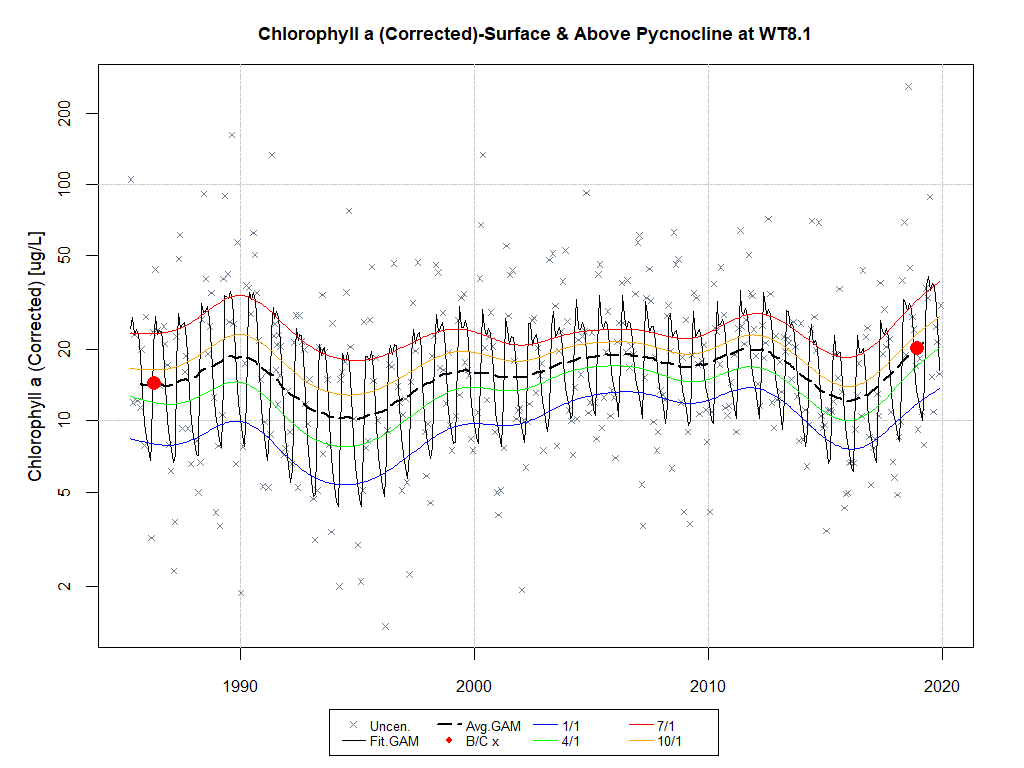 Chlorophyll a (Corrected)-Surface & Above Pycnocline at WT8.1
Chlorophyll a (Corrected) [ug/L]
200
100
50
20
10
5
2
1990
2000
2010
2020
Uncen. Avg.GAM 1/1 7/1
Fit.GAM B/C x 4/1 10/1